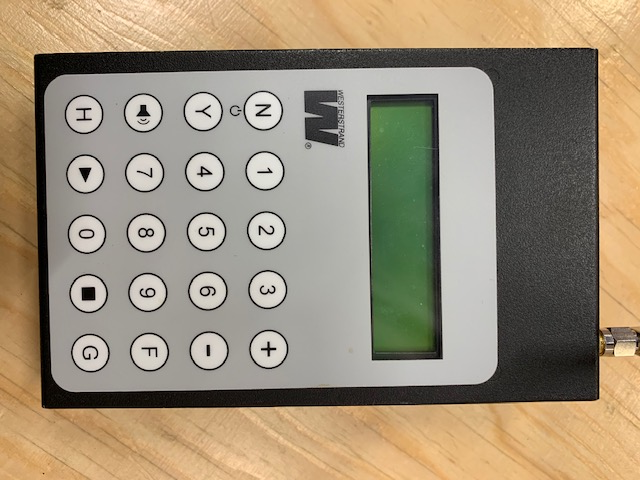 WESTERSTRAND
W®
N 1 2 3 +
Y 4 5 6 -
7 8 9 F
H ▶ 0 ■ G